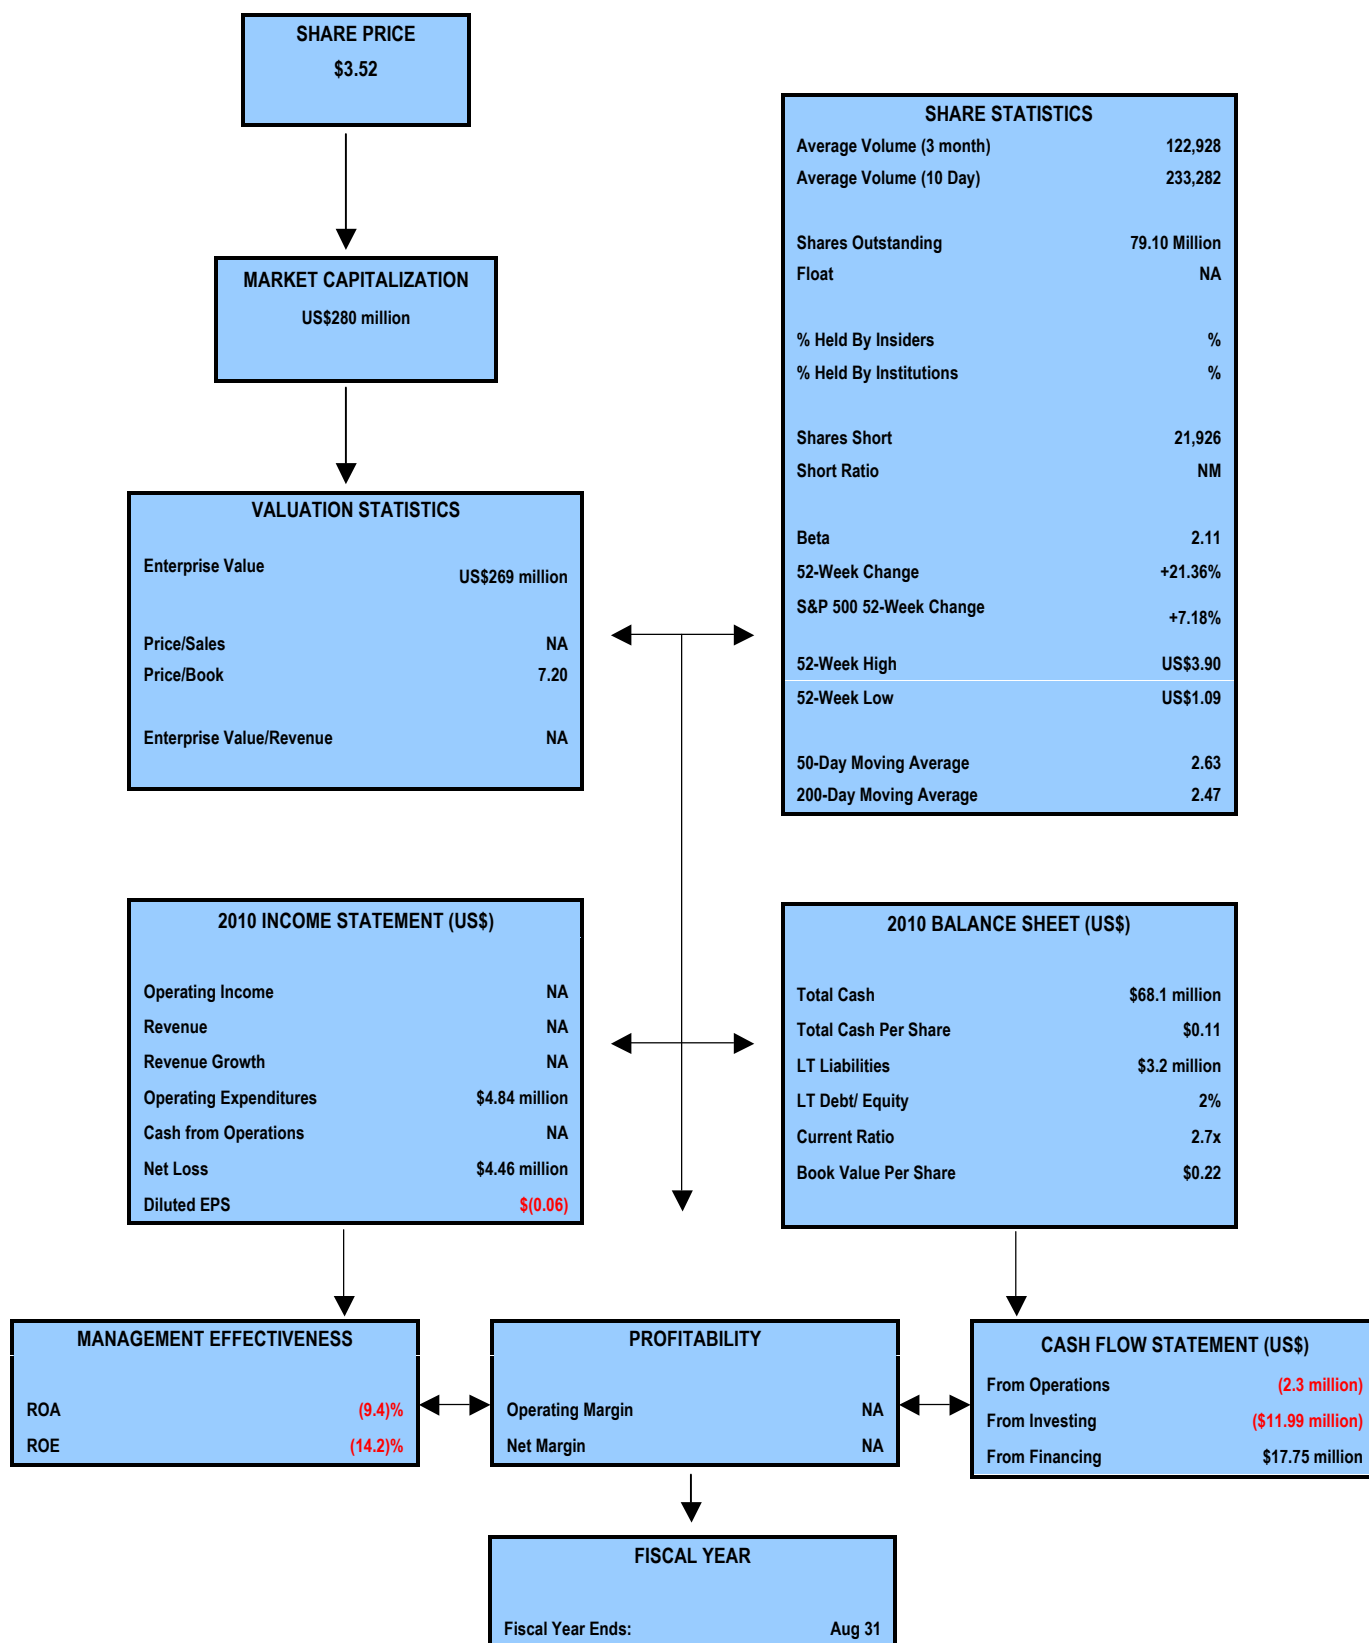 SHARE PRICE
$3.52
MARKET CAPITALIZATION
US$280 million
VALUATION STATISTICS
Enterprise Value US$269 million
Price/Sales NA
Price/Book 7.20
Enterprise Value/Revenue NA
SHARE STATISTICS
Average Volume (3 month) 122,928
Average Volume (10 Day) 233,282
Shares Outstanding 79.10 Million
Float NA
% Held By Insiders %
% Held By Institutions %
Shares Short 21,926
Short Ratio NM
Beta 2.11
52-Week Change +21.36%
S&P 500 52-Week Change +7.18%
52-Week High US$3.90
52-Week Low US$1.09
50-Day Moving Average 2.63
200-Day Moving Average 2.47
2010 INCOME STATEMENT (US$)
Operating Income NA
Revenue NA
Revenue Growth NA
Operating Expenditures $4.84 million
Cash from Operations NA
Net Loss $4.46 million
Diluted EPS $(0.06)
2010 BALANCE SHEET (US$)
Total Cash $68.1 million
Total Cash Per Share $0.11
LT Liabilities $3.2 million
LT Debt/ Equity 2%
Current Ratio 2.7x
Book Value Per Share $0.22
MANAGEMENT EFFECTIVENESS
ROA (9.4)%
ROE (14.2)%
PROFITABILITY
Operating Margin NA
Net Margin NA
CASH FLOW STATEMENT (US$)
From Operations (2.3 million)
From Investing ($11.99 million)
From Financing $17.75 million
FISCAL YEAR
Fiscal Year Ends: Aug 31